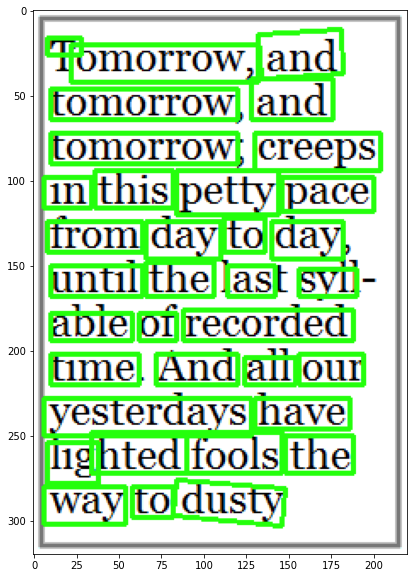 Tomorrow, and
tomorrow, and
tomorrow; creeps
in this petty pace
from day to day,
until the last syll-
able of recorded
time. And all our
yesterdays have
lighted fools the
way to dusty
0
50
100
150
200
250
300
0 25 50 75 100 125 150 175 200